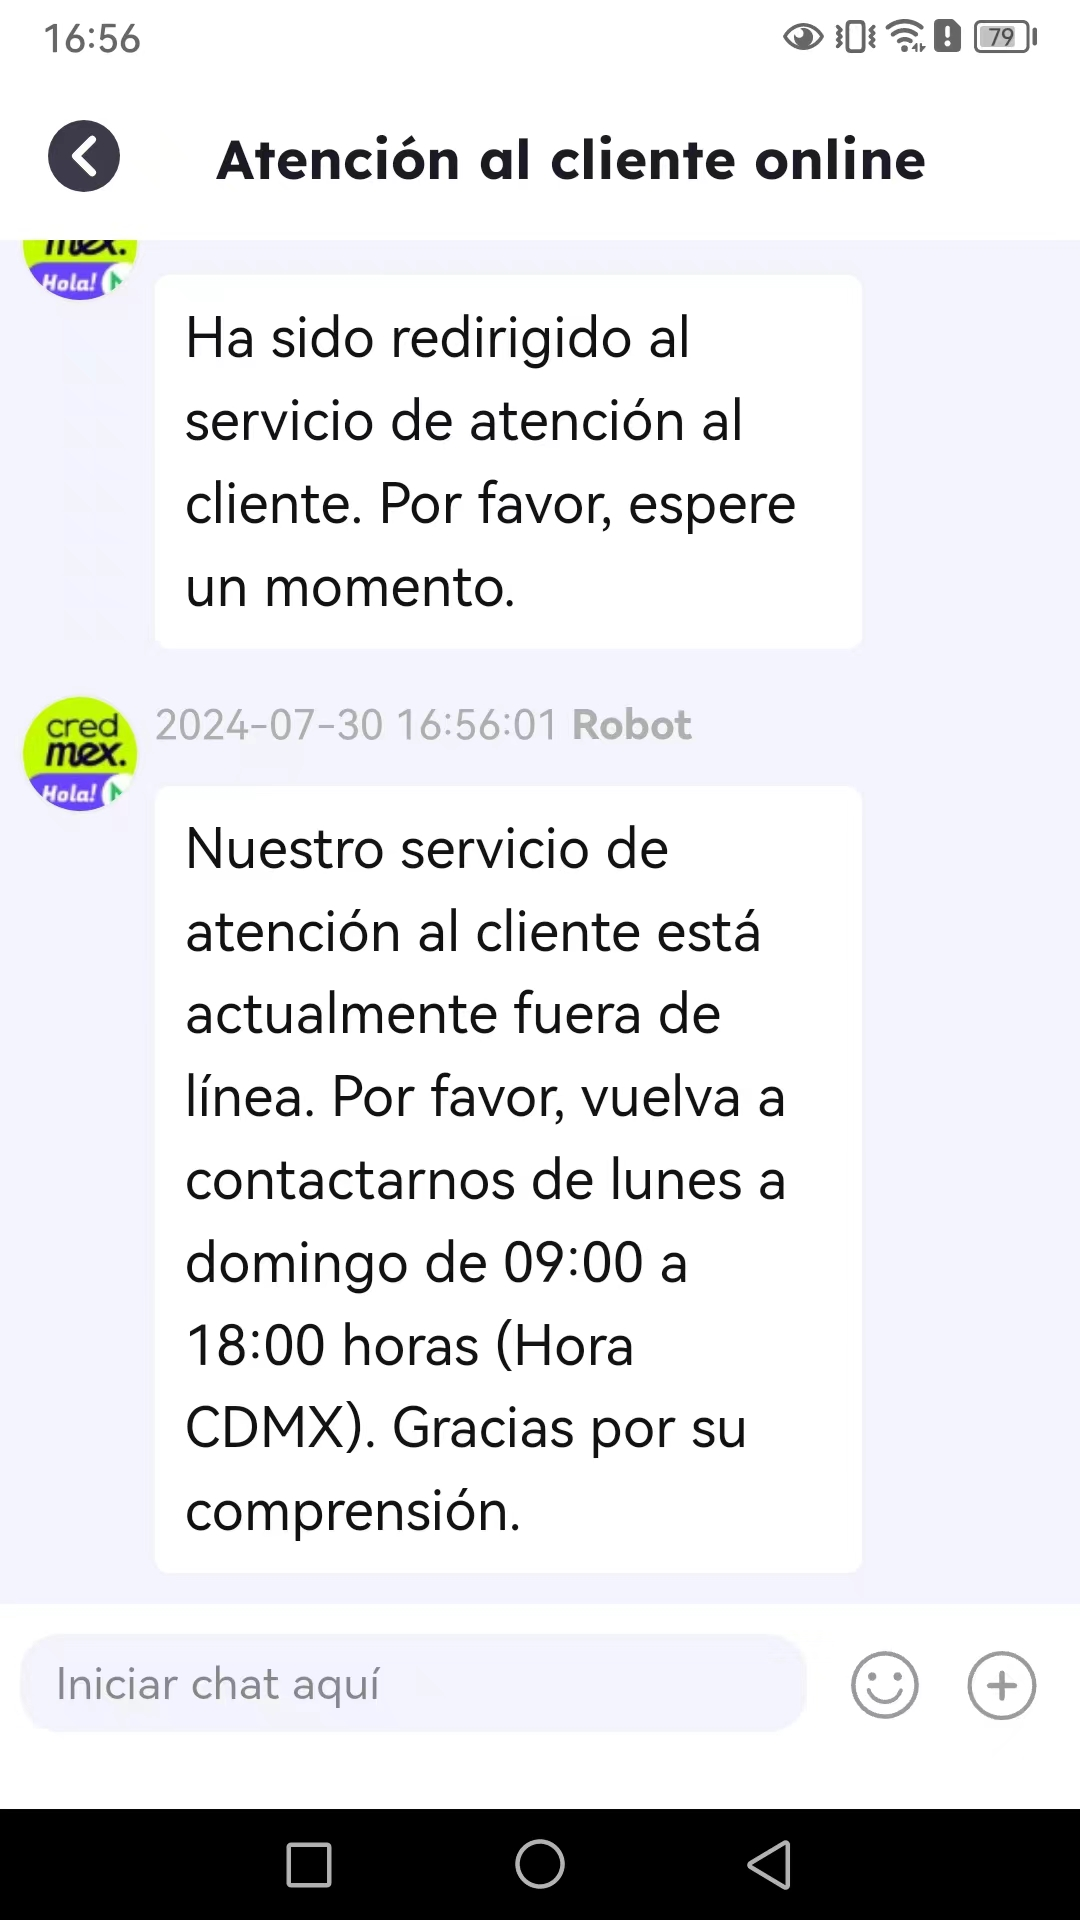 16:56
79
Atención al cliente online
mex.
Hola!
Ha sido redirigido al
servicio de atención al
cliente. Por favor, espere
un momento.
cred
mex.
Hola!
2024-07-30 16:56:01 Robot
Nuestro servicio de
atención al cliente está
actualmente fuera de
línea. Por favor, vuelva a
contactarnos de lunes a
domingo de 09:00 a
18:00 horas (Hora
CDMX). Gracias por su
comprensión.
Iniciar chat aquí